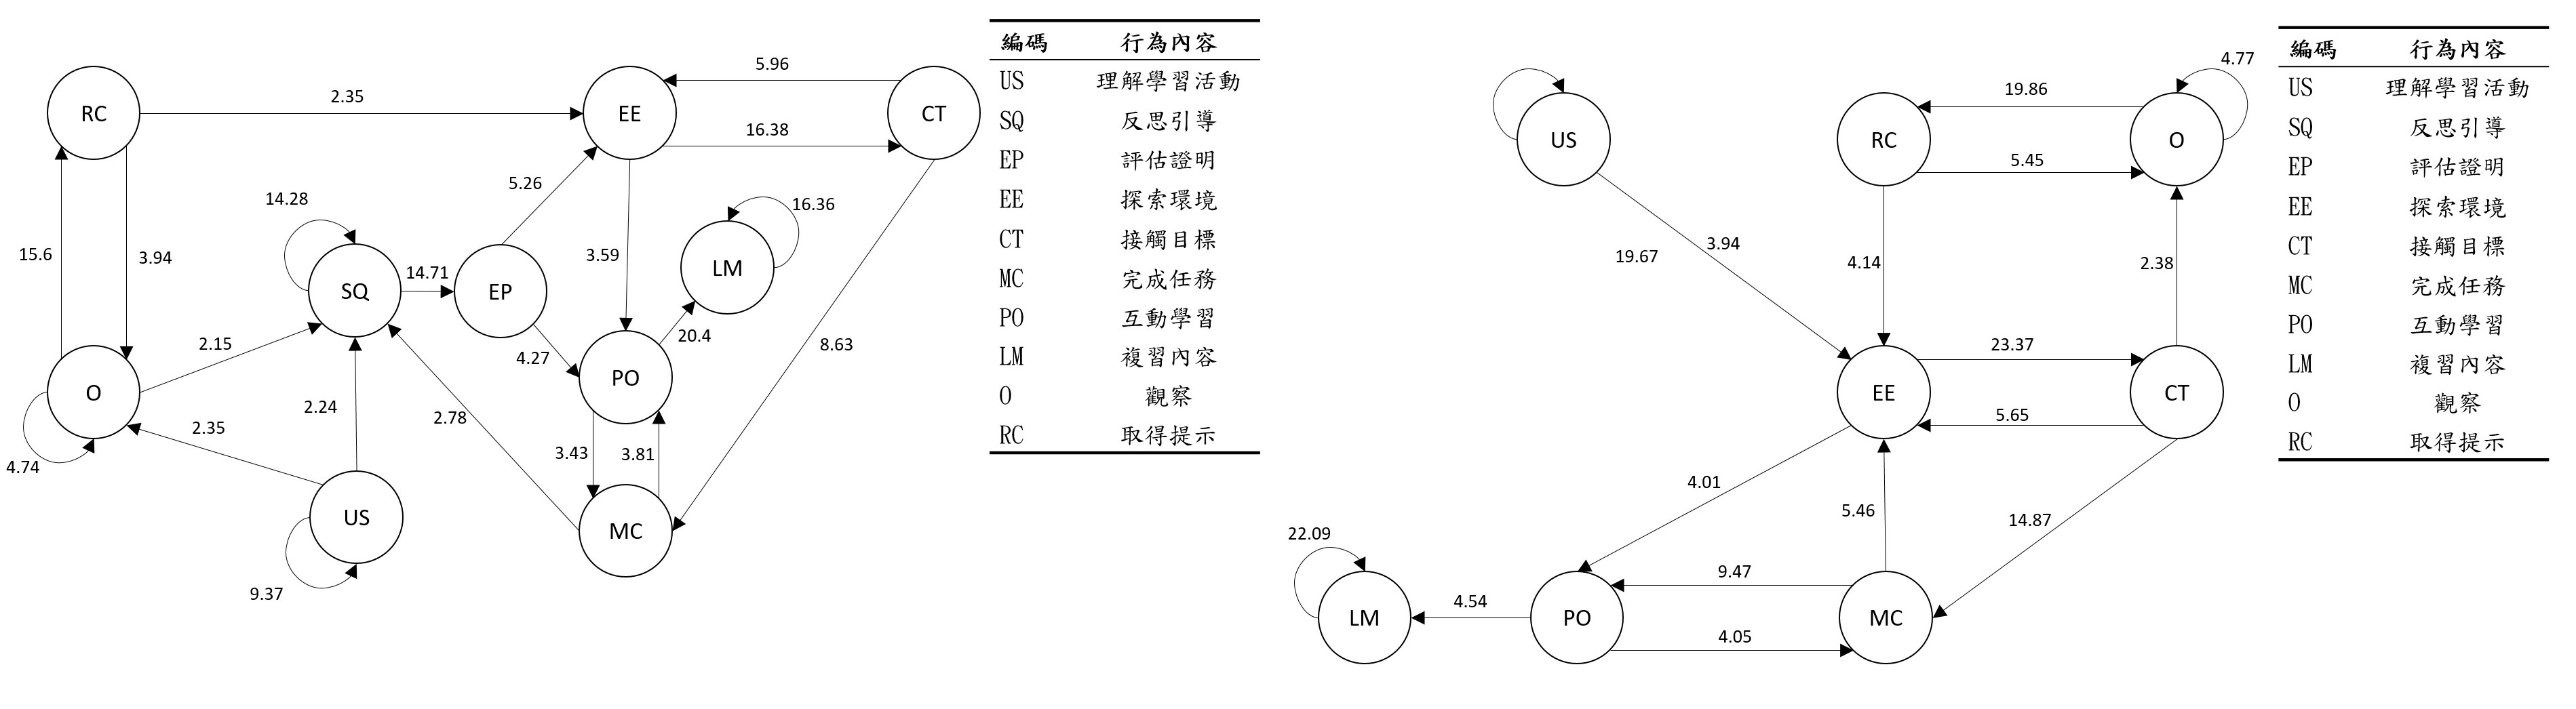 RC
EE
CT
5.96
2.35
16.38
5.26
14.28
16.36
15.6
3.94
3.59
LM
SQ
14.71
EP
20.4
8.63
2.15
4.27
PO
O
2.24
2.78
2.35
3.43
3.81
4.74
US
MC
9.37
編碼 行為內容
US 理解學習活動
SQ 反思引導
EP 評估證明
EE 探索環境
CT 接觸目標
MC 完成任務
PO 互動學習
LM 複習內容
O 觀察
RC 取得提示
4.77
19.86
US
RC
O
5.45
3.94
19.67
4.14
2.38
23.37
EE
CT
5.65
4.01
5.46
14.87
22.09
9.47
4.54
LM
PO
MC
4.05
編碼 行為內容
US 理解學習活動
SQ 反思引導
EP 評估證明
EE 探索環境
CT 接觸目標
MC 完成任務
PO 互動學習
LM 複習內容
O 觀察
RC 取得提示